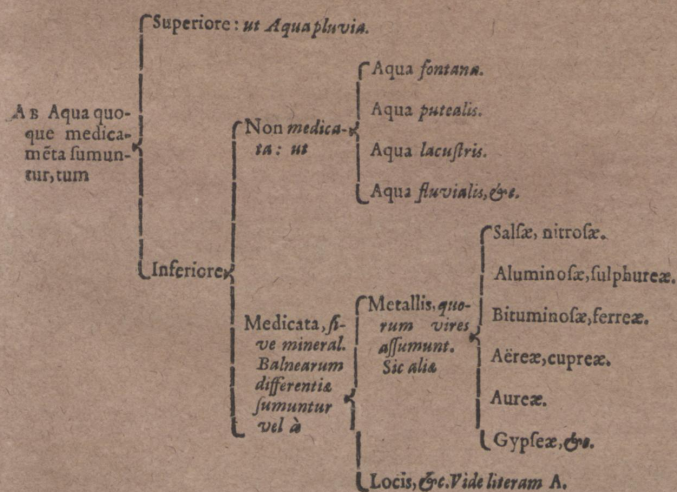 AB Aqua quo-
que medica-
mēta ſumun-
tur, tum
Superiore: ut Aqua pluvia.
Inferiore
Non medica-
ta: ut
Aqua fontana.
Aqua putealis.
Aqua lacuſtris.
Aqua fluvialis, &c.
Medicata, ſi-
ve mineral.
Balnearum
differentiæ
ſumuntur
vel à
Metallis, quo-
rum vires
aſſumunt.
Sic aliæ
Salſæ, nitroſæ.
Aluminoſæ, ſulphureæ.
Bituminoſæ, ferreæ.
Aëreæ, cupreæ.
Aureæ.
Gypſeæ, &c.
Locis, &c. Vide literam A.